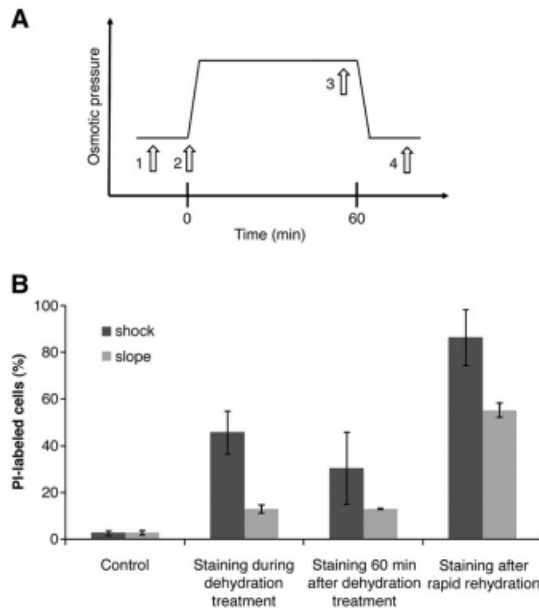 A
Osmotic pressure
1
2
3
4
0
60
Time (min)
B
PI-labeled cells (%)
100
80
60
40
20
0
shock
slope
Control
Staining during
dehydration
treatment
Staining 60 min
after dehydration
treatment
Staining after
rapid rehydration